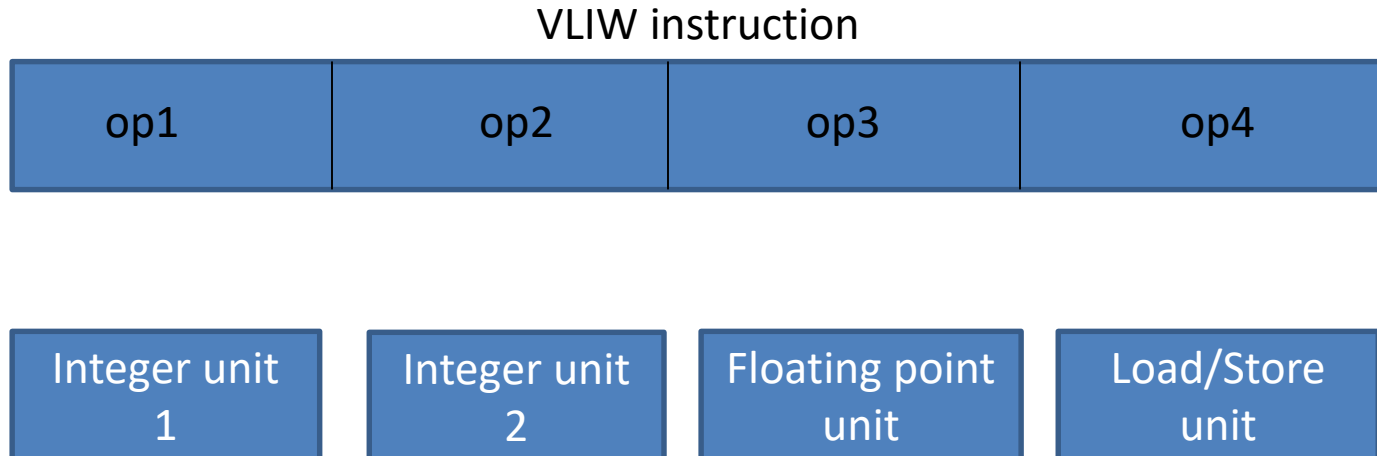 VLIW instruction
op1 op2 op3 op4
Integer unit
1
Integer unit
2
Floating point
unit
Load/Store
unit